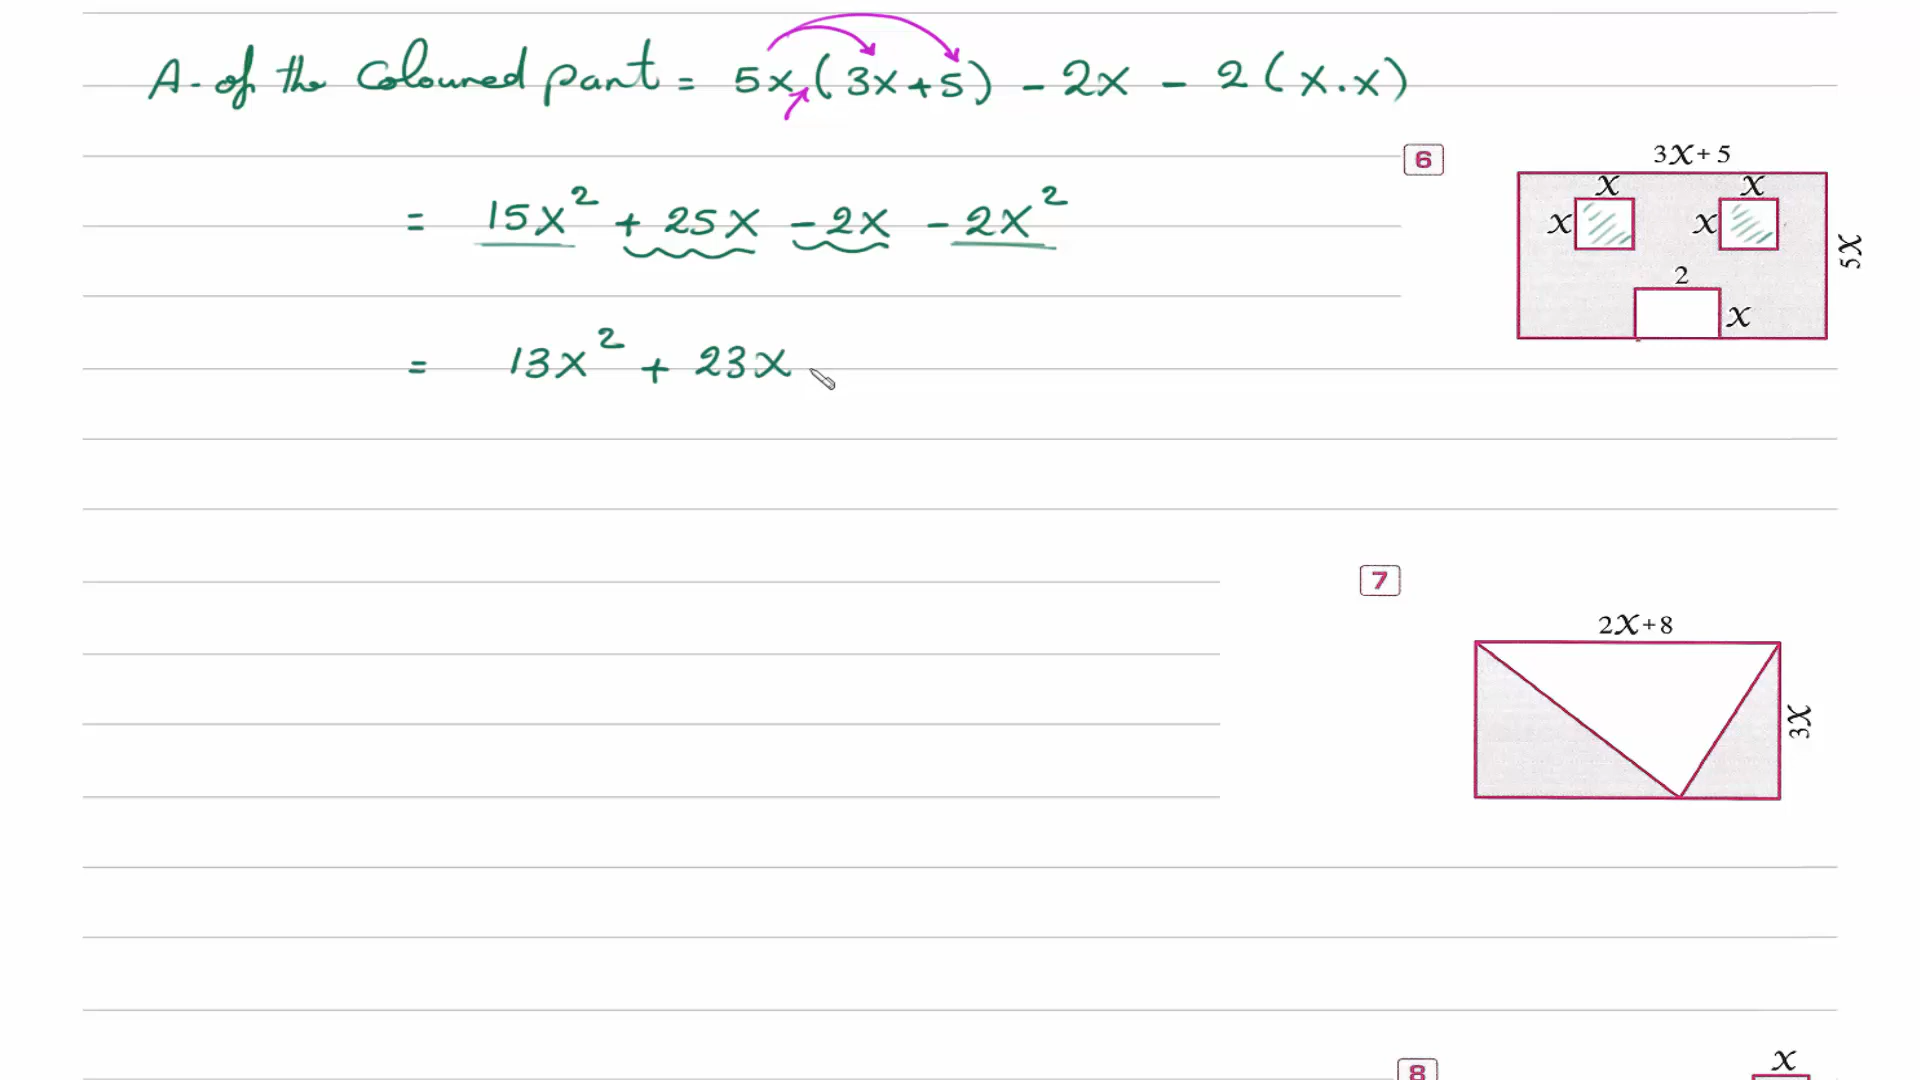 A. of the coloured part = 5x (3x+5) - 2x - 2(x.x)
6
3x+5
x x
x x
5x
2
x
= 15x² + 25x - 2x - 2x²
= 13x² + 23x
7
2x+8
3x
8
x